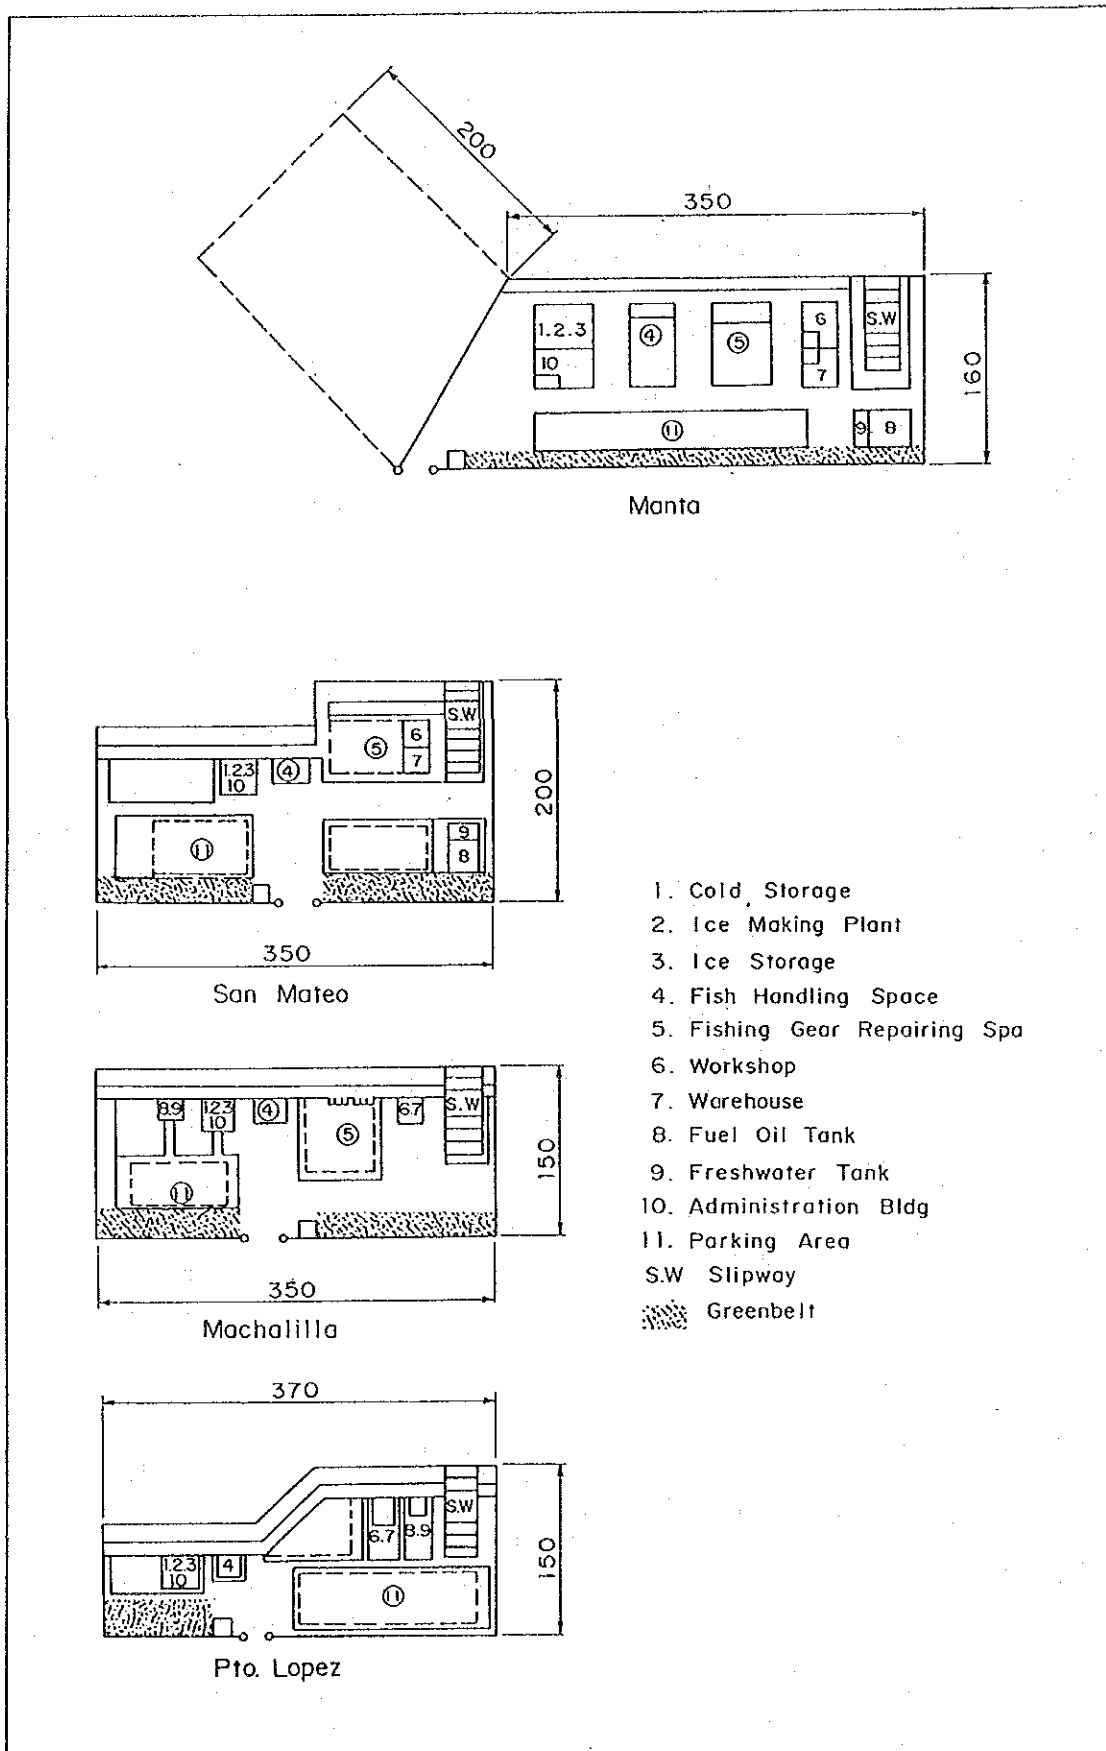 200
350
1.2.3
4
5
6
S.W
10
7
160
11
9
8
Manta
S.W
6
5
7
1.2.3
4
10
200
9
11
8
350
San Mateo
1. Cold Storage
2. Ice Making Plant
3. Ice Storage
4. Fish Handling Space
5. Fishing Gear Repairing Spa
6. Workshop
7. Warehouse
8. Fuel Oil Tank
9. Freshwater Tank
10. Administration Bldg
11. Parking Area
S.W Slipway
Greenbelt
8.9
1.2.3
10
4
6.7
S.W
5
150
11
350
Machalilla
370
S.W
6.7
8.9
1.2.3
4
10
150
11
Pto. Lopez